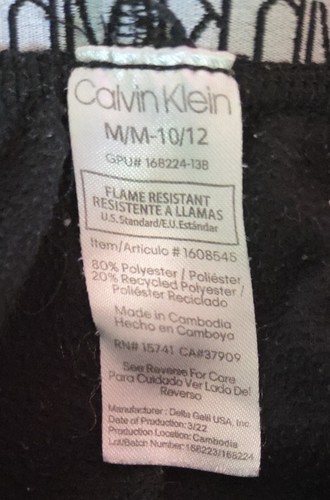 Calvin Klein
M/M-10/12
GPU# 168224-13B
FLAME RESISTANT
RESISTENTE A LLAMAS
U.S. Standard/E.U. Estándar
Item/Articulo # 1608545
80% Polyester / Poliéster
20% Recycled Polyester /
Poliéster Reciclado
Made in Cambodia
Hecho en Camboya
RN# 15741 CA#37909
See Reverse For Care
Para Cuidado Ver Lado Del
Reverso
Manufacturer : Delta Galil USA, Inc.
Date of Production: 3/22
Production Location: Cambodia
Lot/Batch Number: 168223/168224